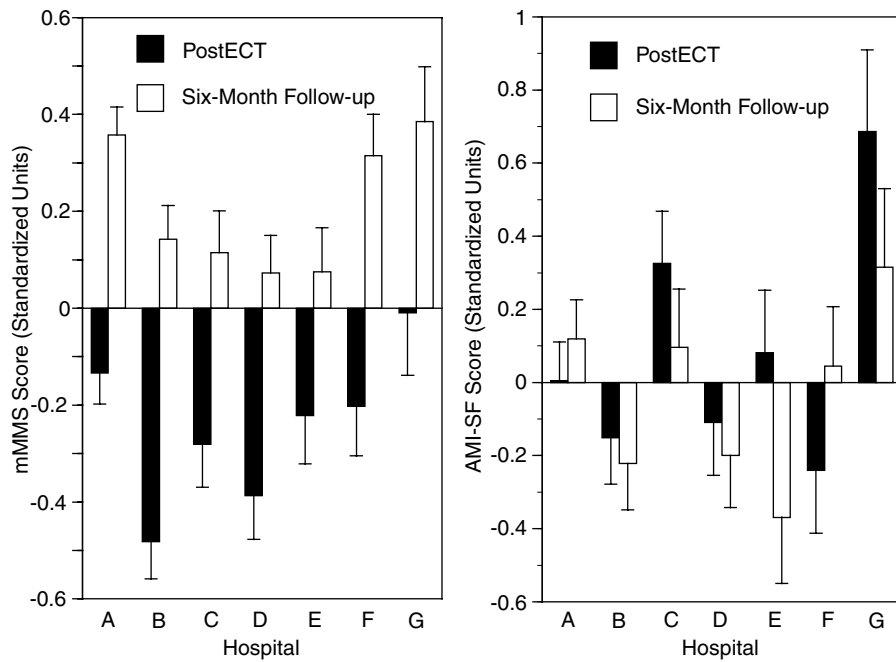 0.6
0.4
0.2
0
-0.2
-0.4
-0.6
mMMS Score (Standardized Units)
PostECT
Six-Month Follow-up
A B C D E F G
Hospital
1
0.8
0.6
0.4
0.2
0
-0.2
-0.4
-0.6
AMI-SF Score (Standardized Units)
PostECT
Six-Month Follow-up
A B C D E F G
Hospital